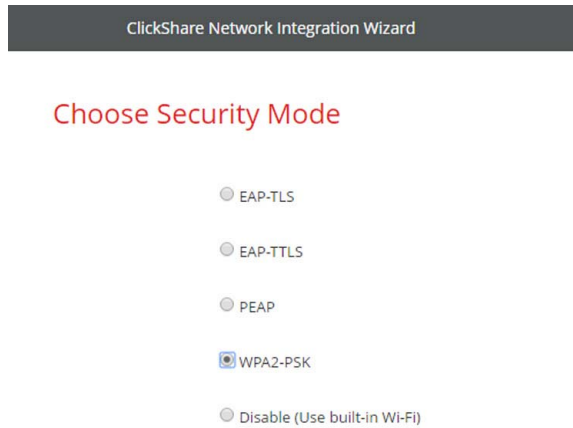 ClickShare Network Integration Wizard
Choose Security Mode
EAP-TLS
EAP-TTLS
PEAP
WPA2-PSK
Disable (Use built-in Wi-Fi)